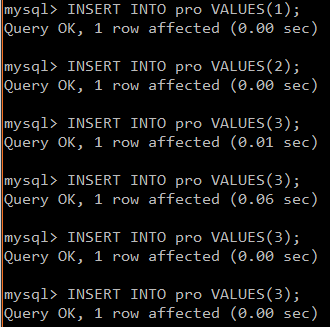 mysql> INSERT INTO pro VALUES(1);
Query OK, 1 row affected (0.00 sec)
mysql> INSERT INTO pro VALUES(2);
Query OK, 1 row affected (0.00 sec)
mysql> INSERT INTO pro VALUES(3);
Query OK, 1 row affected (0.01 sec)
mysql> INSERT INTO pro VALUES(3);
Query OK, 1 row affected (0.06 sec)
mysql> INSERT INTO pro VALUES(3);
Query OK, 1 row affected (0.00 sec)
mysql> INSERT INTO pro VALUES(3);
Query OK, 1 row affected (0.00 sec)